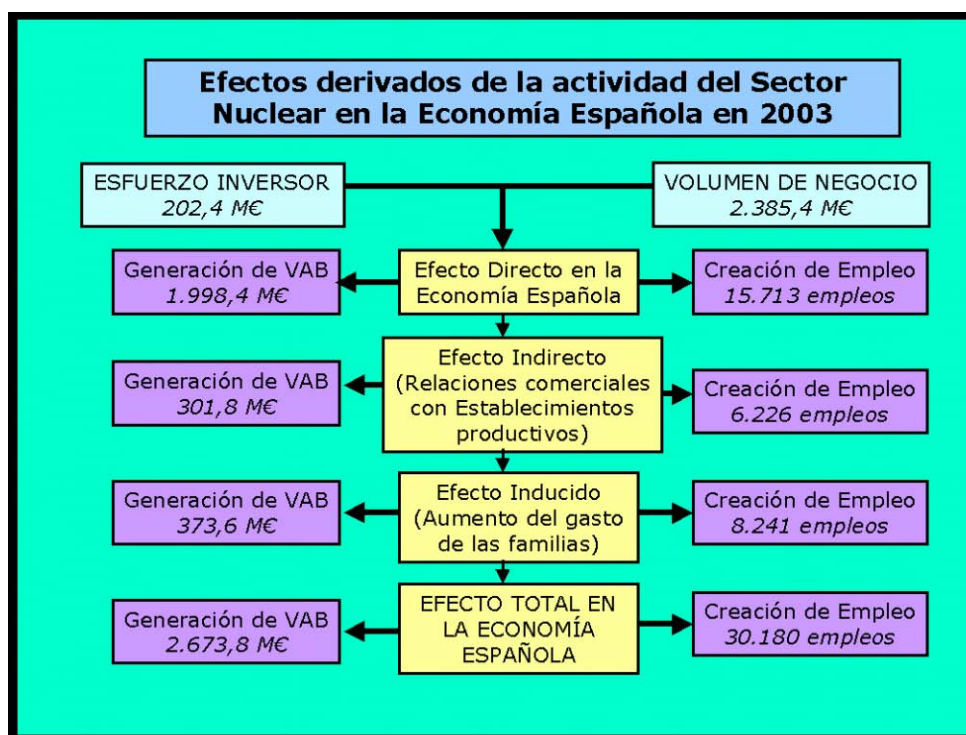 Efectos derivados de la actividad del Sector
Nuclear en la Economía Española en 2003
ESFUERZO INVERSOR
202,4 M€
VOLUMEN DE NEGOCIO
2.385,4 M€
Generación de VAB
1.998,4 M€
Efecto Directo en la
Economía Española
Creación de Empleo
15.713 empleos
Generación de VAB
301,8 M€
Efecto Indirecto
(Relaciones comerciales
con Establecimientos
productivos)
Creación de Empleo
6.226 empleos
Generación de VAB
373,6 M€
Efecto Inducido
(Aumento del gasto
de las familias)
Creación de Empleo
8.241 empleos
Generación de VAB
2.673,8 M€
EFECTO TOTAL EN
LA ECONOMÍA
ESPAÑOLA
Creación de Empleo
30.180 empleos